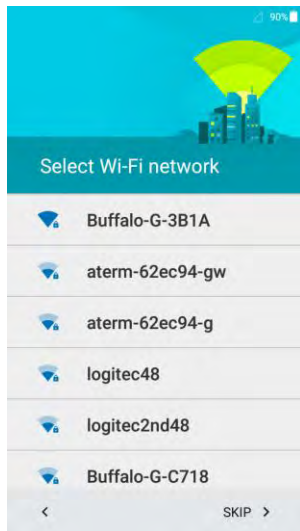 90%
Select Wi-Fi network
Buffalo-G-3B1A
aterm-62ec94-gw
aterm-62ec94-g
logitec48
logitec2nd48
Buffalo-G-C718
SKIP